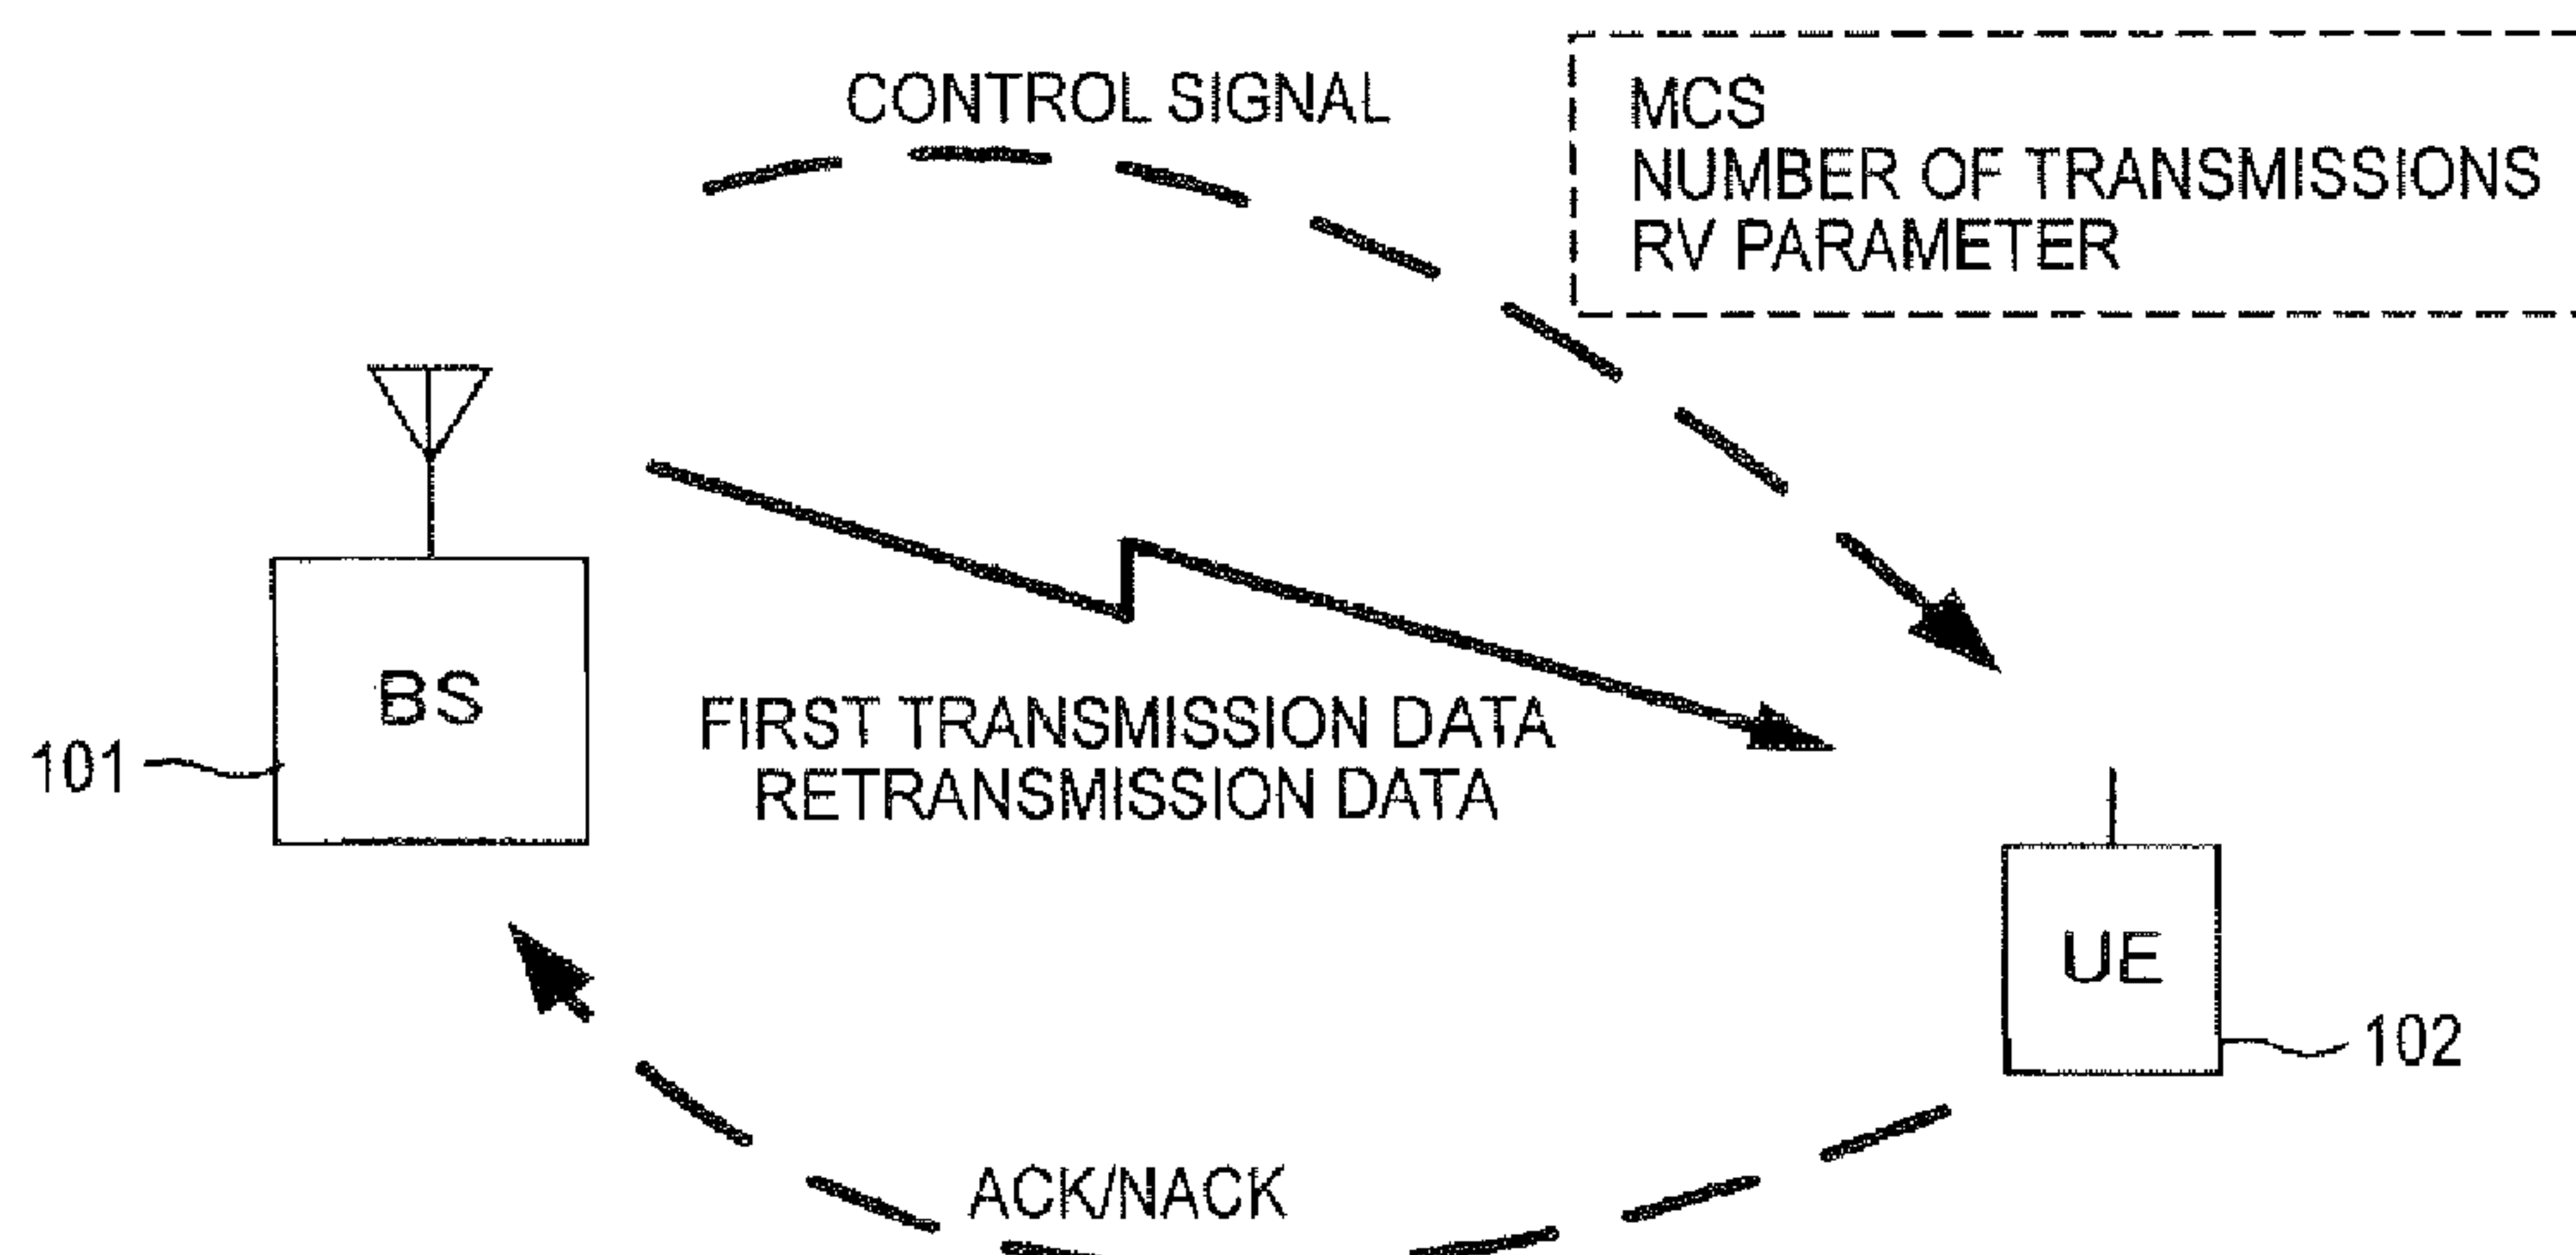 CONTROL SIGNAL
MCS
NUMBER OF TRANSMISSIONS
RV PARAMETER
BS
101
FIRST TRANSMISSION DATA
RETRANSMISSION DATA
UE
102
ACK/NACK